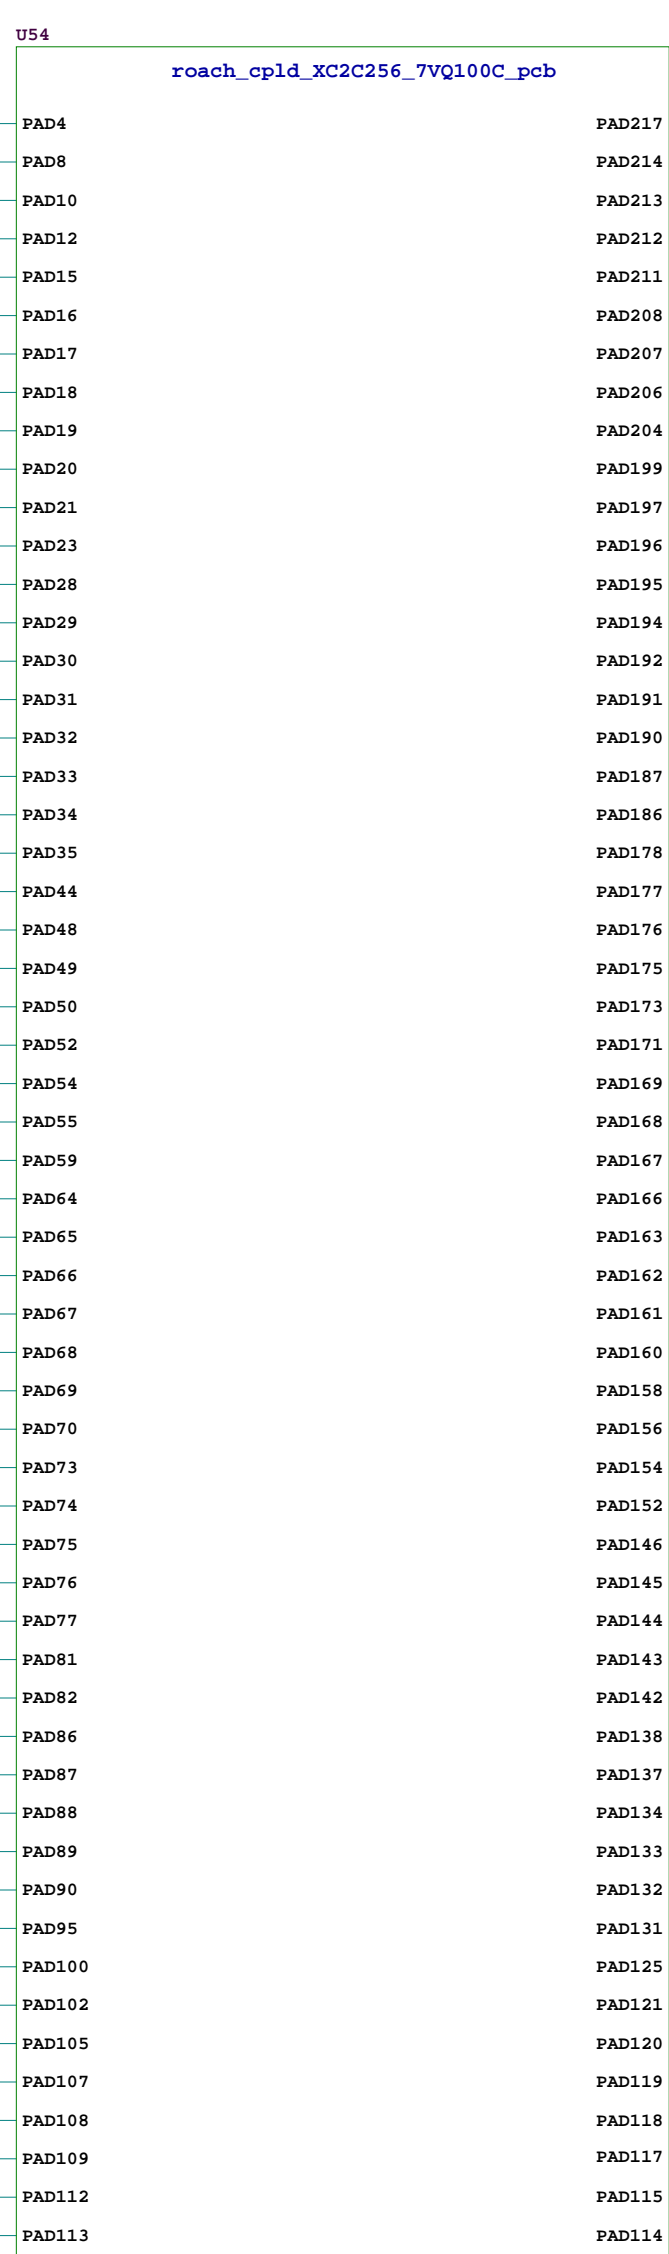 U54
roach_cpld_XC2C256_7VQ100C_pcb
PAD4 PAD217
PAD8 PAD214
PAD10 PAD213
PAD12 PAD212
PAD15 PAD211
PAD16 PAD208
PAD17 PAD207
PAD18 PAD206
PAD19 PAD204
PAD20 PAD199
PAD21 PAD197
PAD23 PAD196
PAD28 PAD195
PAD29 PAD194
PAD30 PAD192
PAD31 PAD191
PAD32 PAD190
PAD33 PAD187
PAD34 PAD186
PAD35 PAD178
PAD44 PAD177
PAD48 PAD176
PAD49 PAD175
PAD50 PAD173
PAD52 PAD171
PAD54 PAD169
PAD55 PAD168
PAD59 PAD167
PAD64 PAD166
PAD65 PAD163
PAD66 PAD162
PAD67 PAD161
PAD68 PAD160
PAD69 PAD158
PAD70 PAD156
PAD73 PAD154
PAD74 PAD152
PAD75 PAD146
PAD76 PAD145
PAD77 PAD144
PAD81 PAD143
PAD82 PAD142
PAD86 PAD138
PAD87 PAD137
PAD88 PAD134
PAD89 PAD133
PAD90 PAD132
PAD95 PAD131
PAD100 PAD125
PAD102 PAD121
PAD105 PAD120
PAD107 PAD119
PAD108 PAD118
PAD109 PAD117
PAD112 PAD115
PAD113 PAD114